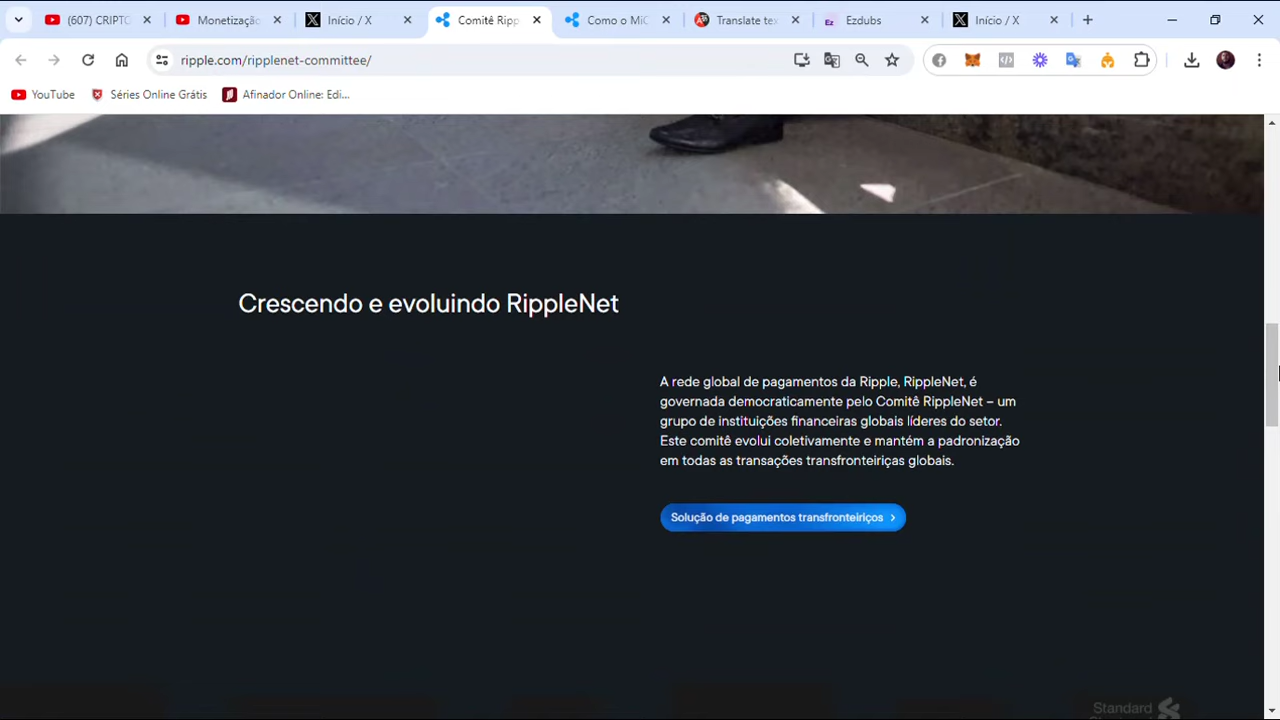 (607) CRIPTO
Monetização
Início / X
Comitê Ripp
Como o MiC
Translate tex
Ez
Ezdubs
Início / X
ripple.com/ripplenet-committee/
YouTube
Séries Online Grátis
Afinador Online: Edi...
Crescendo e evoluindo RippleNet
A rede global de pagamentos da Ripple, RippleNet, é
governada democraticamente pelo Comitê RippleNet – um
grupo de instituições financeiras globais líderes do setor.
Este comitê evolui coletivamente e mantém a padronização
em todas as transações transfronteiriças globais.
Solução de pagamentos transfronteiriços
Standard